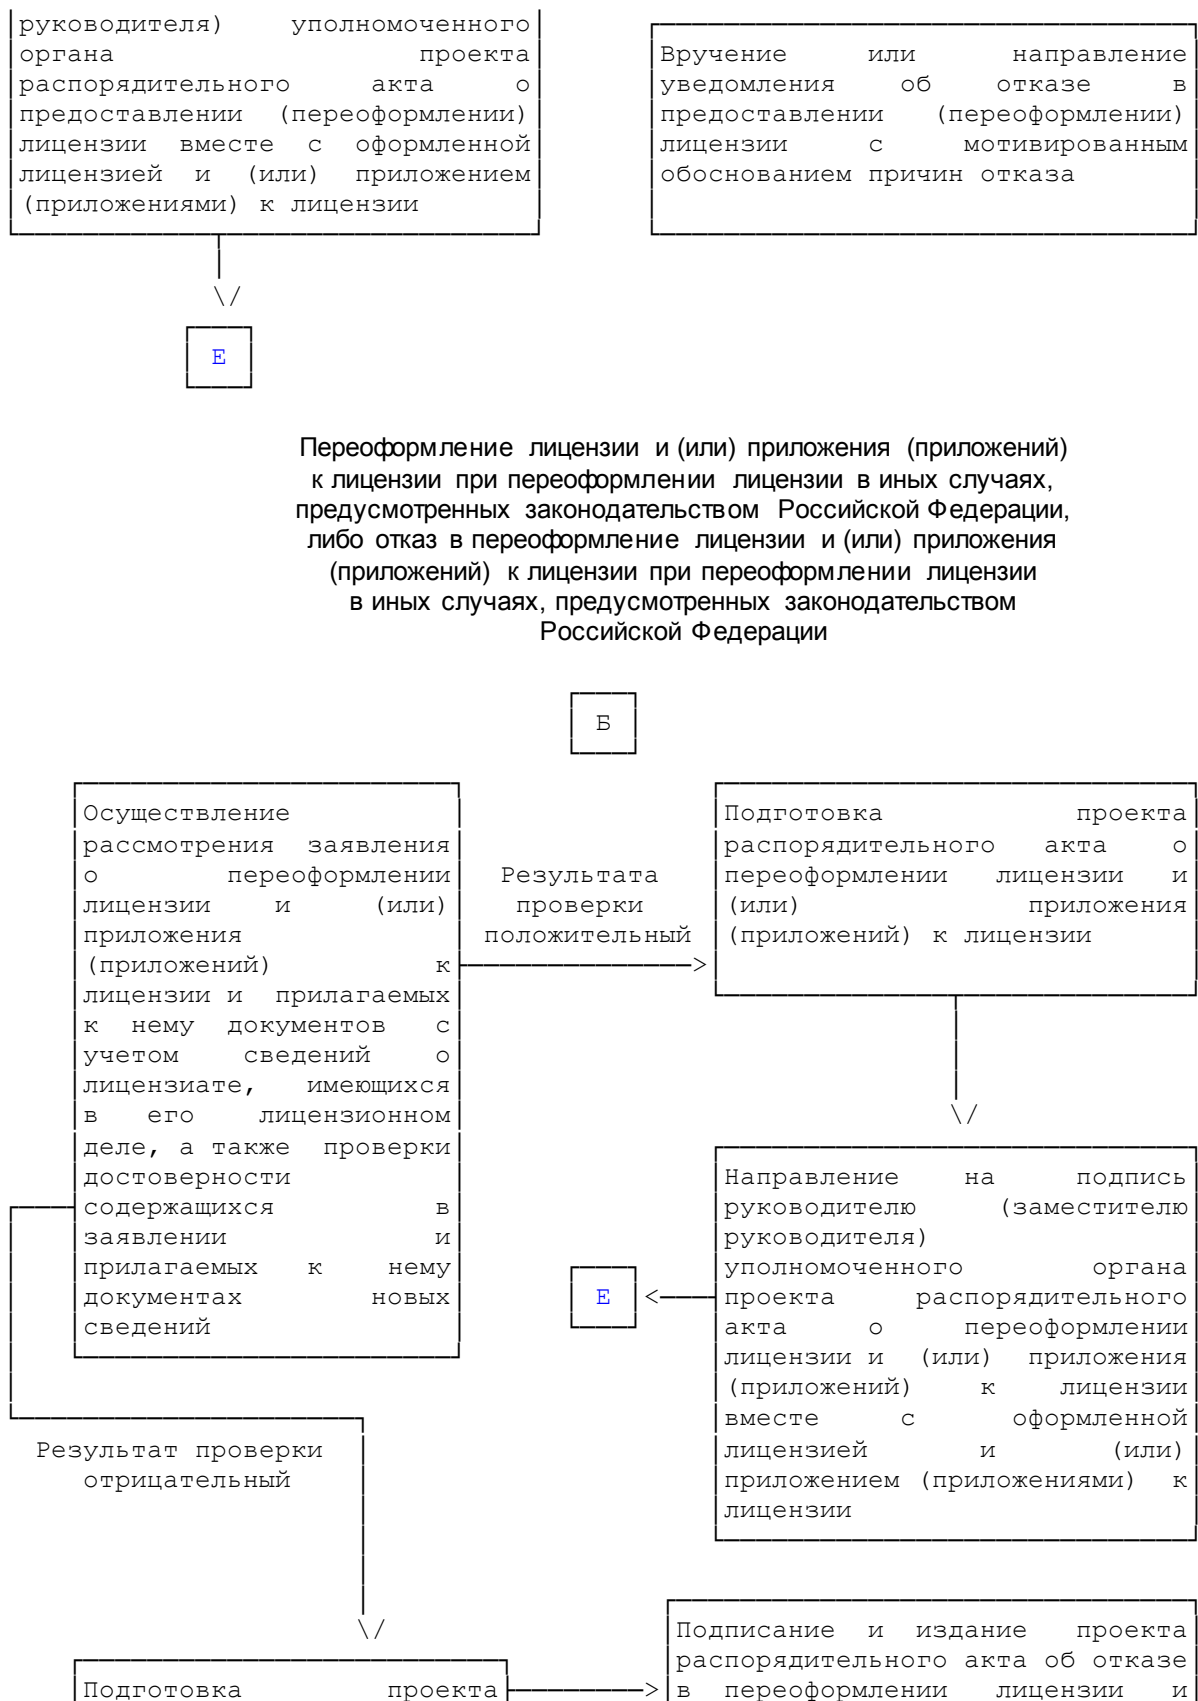 руководителя) уполномоченного
органа проекта
распорядительного акта о
предоставлении (переоформлении)
лицензии вместе с оформленной
лицензией и (или) приложением
(приложениями) к лицензии
Вручение или направление
уведомления об отказе в
предоставлении (переоформлении)
лицензии с мотивированным
обоснованием причин отказа
\/
Е
Переоформление лицензии и (или) приложения (приложений)
к лицензии при переоформлении лицензии в иных случаях,
предусмотренных законодательством Российской Федерации,
либо отказ в переоформление лицензии и (или) приложения
(приложений) к лицензии при переоформлении лицензии
в иных случаях, предусмотренных законодательством
Российской Федерации
Б
Осуществление
рассмотрения заявления
о переоформлении
лицензии и (или)
приложения
(приложений) к
лицензии и прилагаемых
к нему документов с
учетом сведений о
лицензиате, имеющихся
в его лицензионном
деле, а также проверки
достоверности
содержащихся в
заявлении и
прилагаемых к нему
документах новых
сведений
Результата
проверки
положительный
>
Подготовка проекта
распорядительного акта о
переоформлении лицензии и
(или) приложения
(приложений) к лицензии
\/
Направление на подпись
руководителю (заместителю
руководителя)
уполномоченного органа
проекта распорядительного
акта о переоформлении
лицензии и (или) приложения
(приложений) к лицензии
вместе с оформленной
лицензией и (или)
приложением (приложениями) к
лицензии
<
Е
Результат проверки
отрицательный
\/
Подготовка проекта
>
Подписание и издание проекта
распорядительного акта об отказе
в переоформлении лицензии и